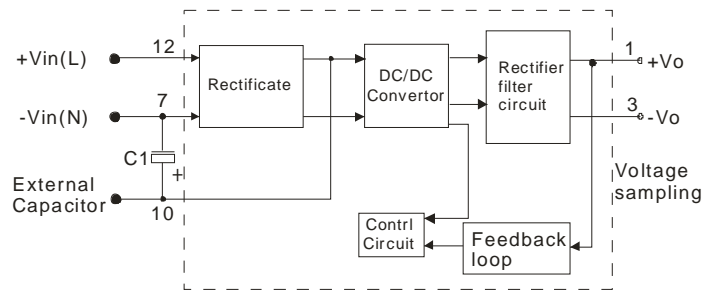 +Vin(L)
12
Rectificate
DC/DC
Convertor
Rectifier
filter
circuit
1
+Vo
-Vin(N)
7
3
-Vo
C1
+
External
Capacitor
10
Voltage
sampling
Contrl
Circuit
Feedback
loop